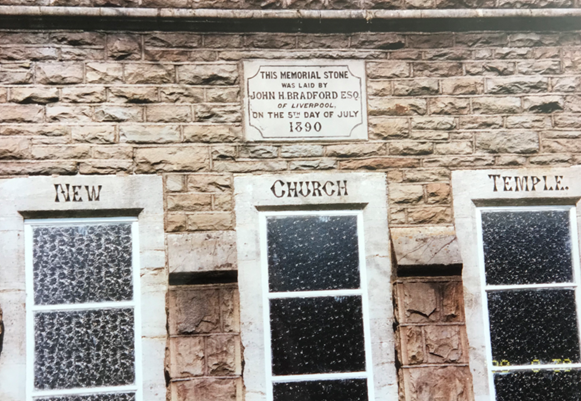 THIS MEMORIAL STONE
WAS LAID BY
JOHN H. BRADFORD ESQ
OF LIVERPOOL,
ON THE 5TH DAY OF JULY
1890
NEW CHURCH TEMPLE.